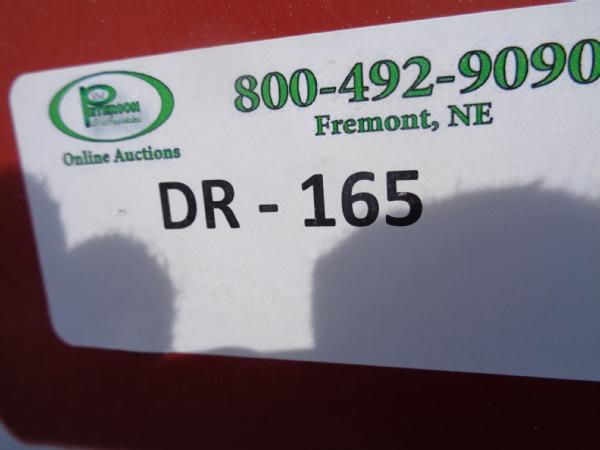 800-492-9090
Fremont, NE
Online Auctions
DR - 165